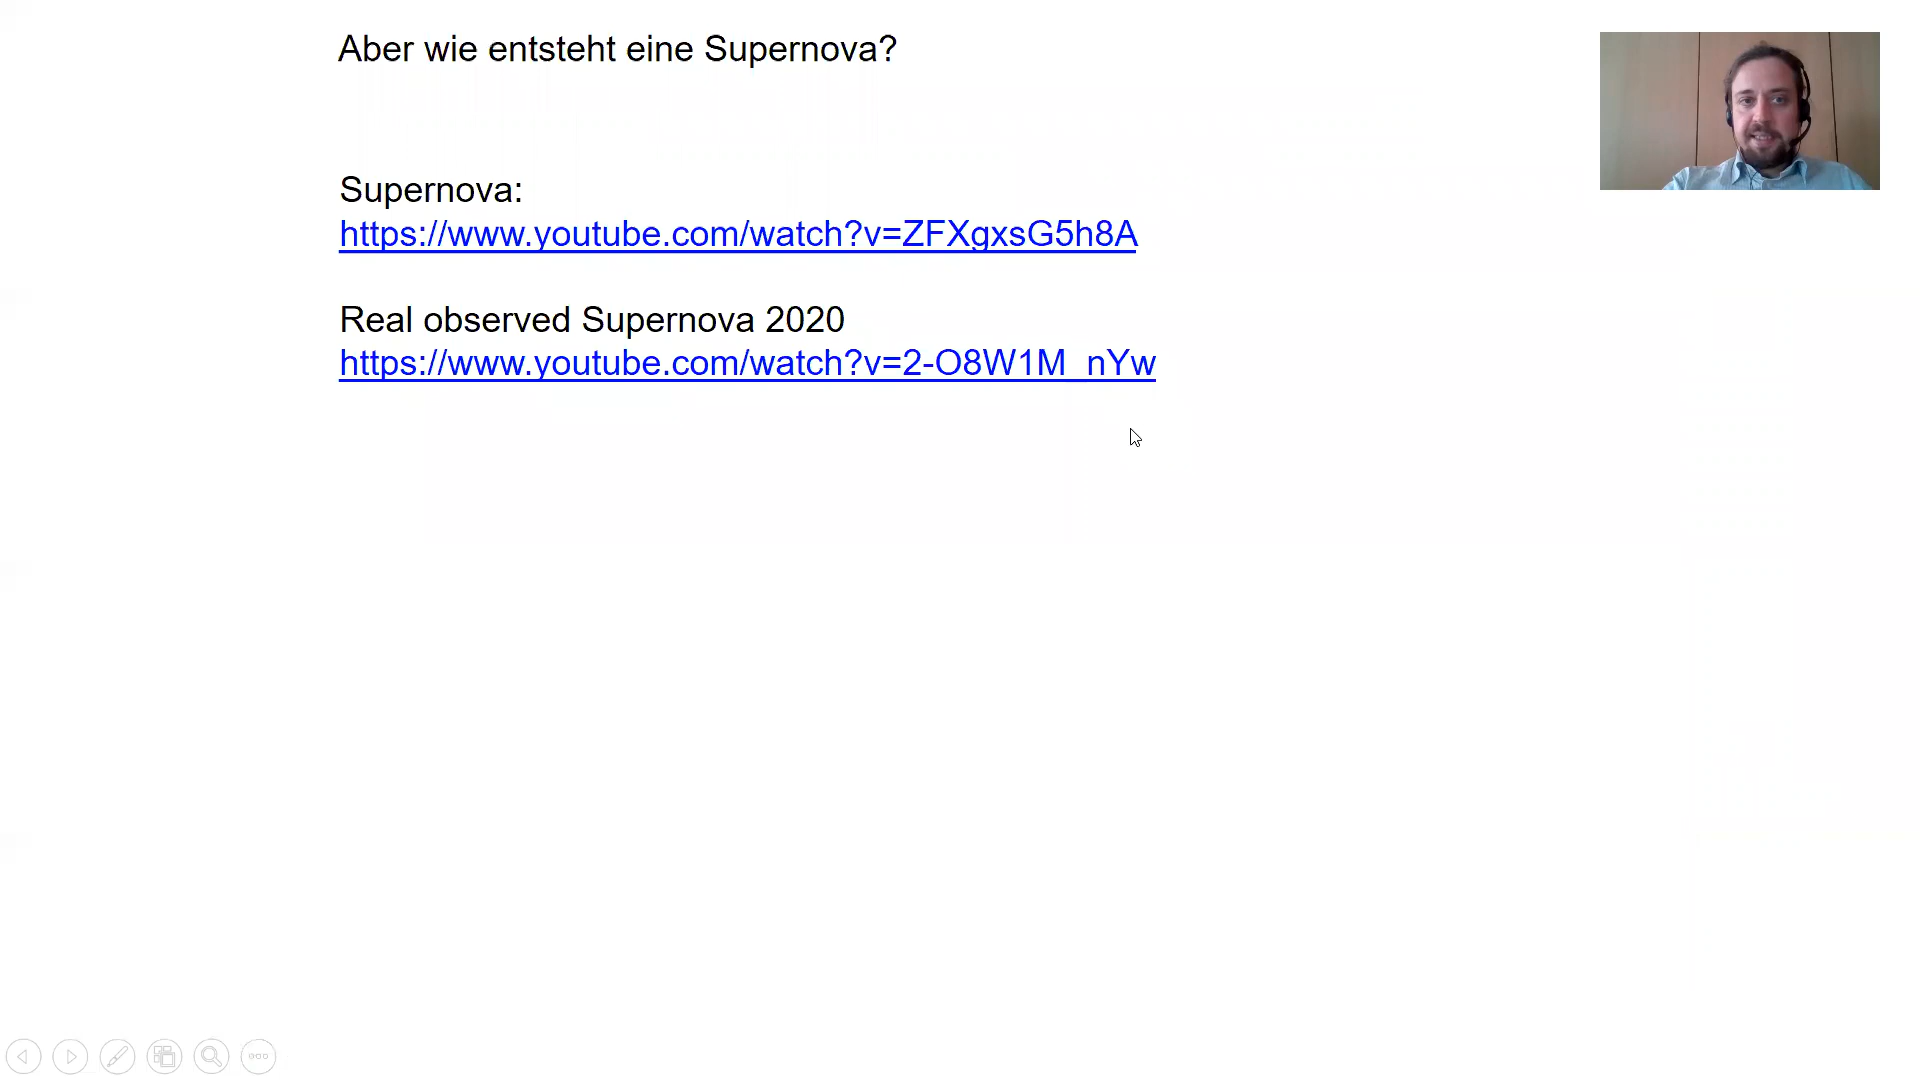 Aber wie entsteht eine Supernova?
Supernova:
https://www.youtube.com/watch?v=ZFXgxsG5h8A
Real observed Supernova 2020
https://www.youtube.com/watch?v=2-O8W1M_nYw